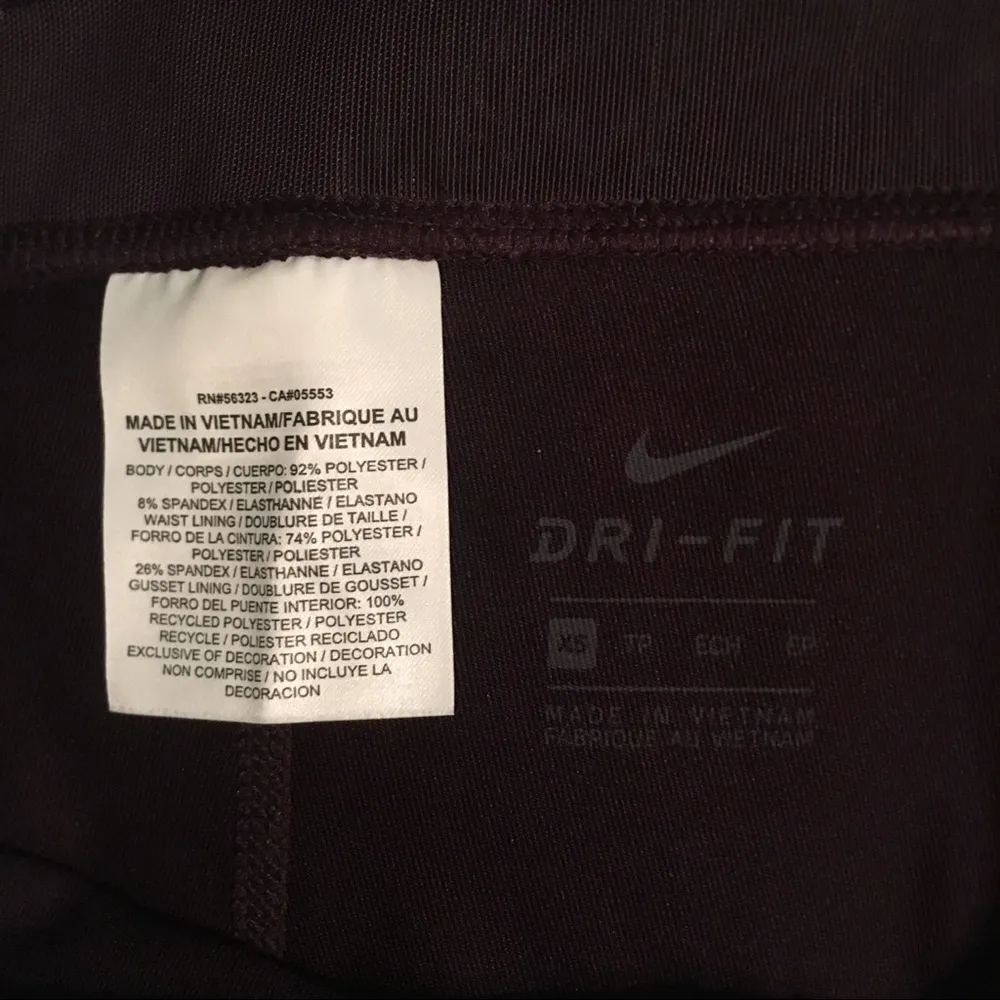 RN#56323 - CA#05553
MADE IN VIETNAM/FABRIQUE AU
VIETNAM/HECHO EN VIETNAM
BODY / CORPS / CUERPO: 92% POLYESTER /
POLYESTER / POLIESTER
8% SPANDEX / ELASTHANNE / ELASTANO
WAIST LINING / DOUBLURE DE TAILLE /
FORRO DE LA CINTURA: 74% POLYESTER /
POLYESTER / POLIESTER
26% SPANDEX / ELASTHANNE / ELASTANO
GUSSET LINING / DOUBLURE DE GOUSSET /
FORRO DEL PUENTE INTERIOR: 100%
RECYCLED POLYESTER / POLYESTER
RECYCLE / POLIESTER RECICLADO
EXCLUSIVE OF DECORATION / DECORATION
NON COMPRISE / NO INCLUYE LA
DECORACION
DRI-FIT
XS TP EGH EP
MADE IN VIETNAM
FABRIQUE AU VIETNAM